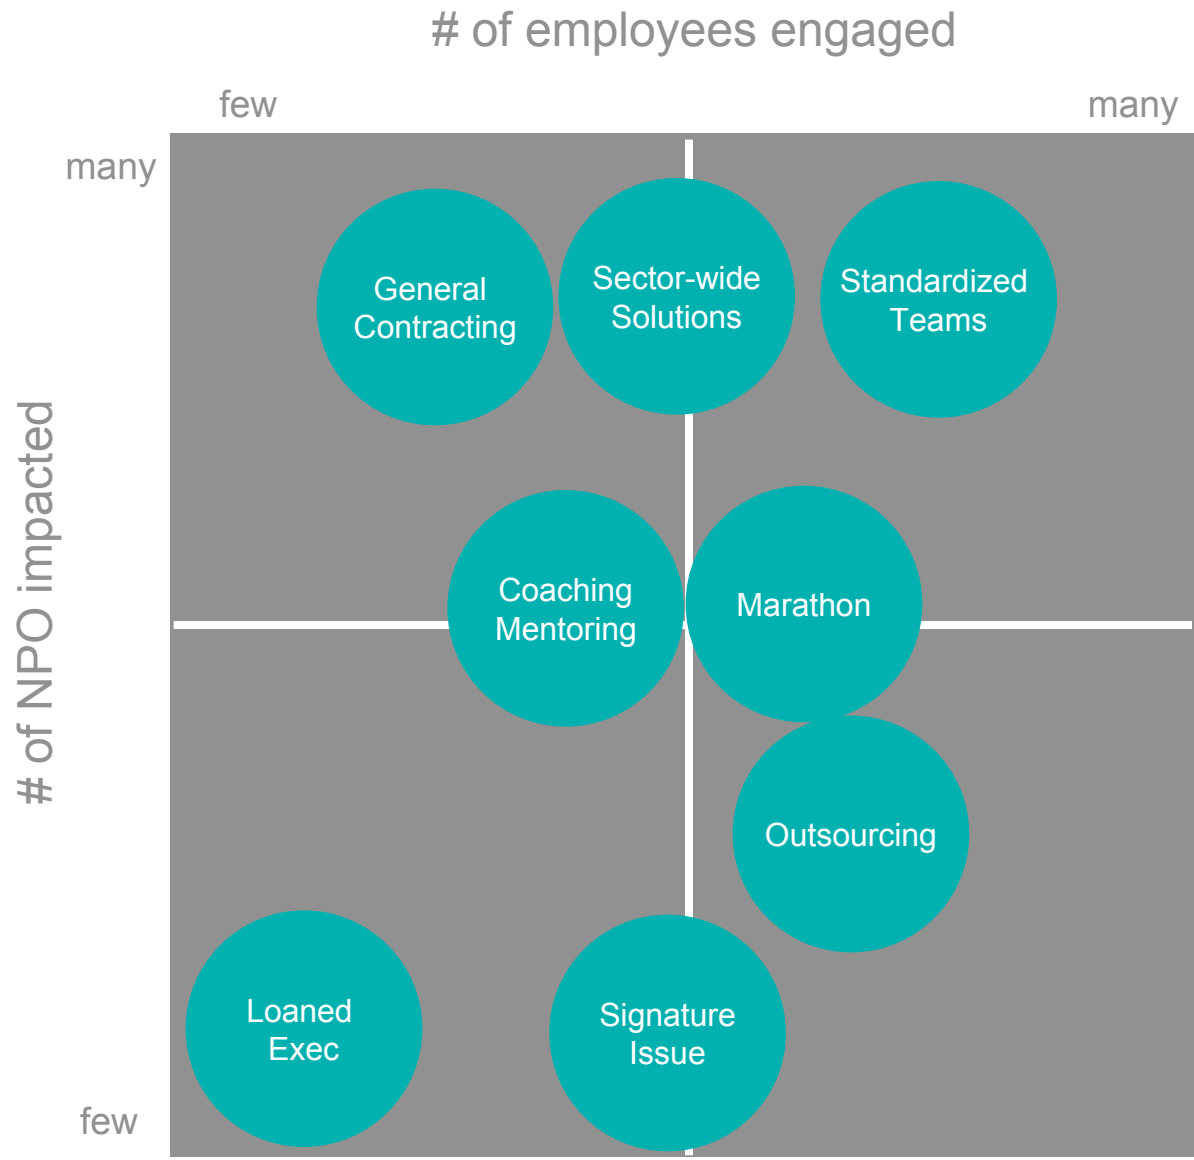 # of employees engaged
few
many
many
# of NPO impacted
few
General
Contracting
Sector-wide
Solutions
Standardized
Teams
Coaching
Mentoring
Marathon
Outsourcing
Loaned
Exec
Signature
Issue